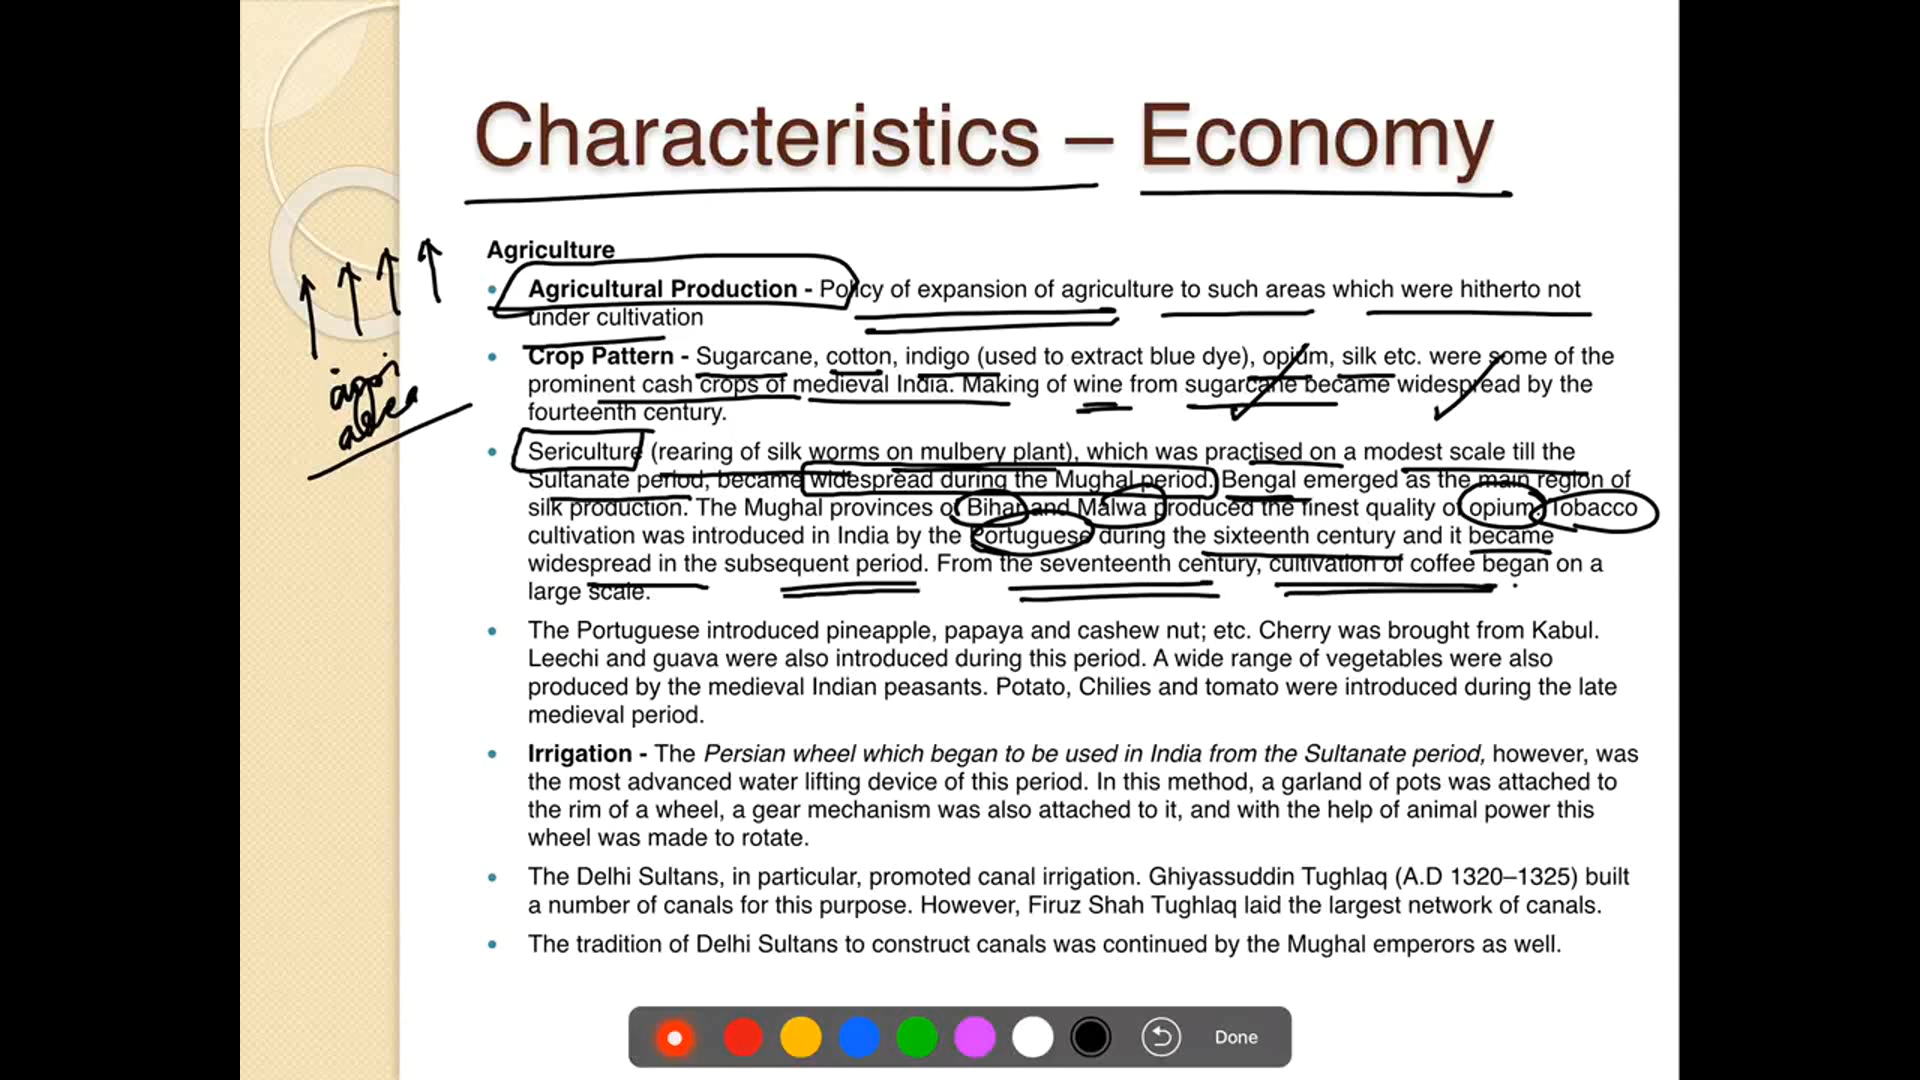 Characteristics – Economy
Agriculture
• Agricultural Production - Policy of expansion of agriculture to such areas which were hitherto not
under cultivation
• Crop Pattern - Sugarcane, cotton, indigo (used to extract blue dye), opium, silk etc. were some of the
prominent cash crops of medieval India. Making of wine from sugarcane became widespread by the
fourteenth century.
• Sericulture (rearing of silk worms on mulbery plant), which was practised on a modest scale till the
Sultanate period, became widespread during the Mughal period. Bengal emerged as the main region of
silk production. The Mughal provinces of Bihar and Malwa produced the finest quality of opium. Tobacco
cultivation was introduced in India by the Portuguese during the sixteenth century and it became
widespread in the subsequent period. From the seventeenth century, cultivation of coffee began on a
large scale.
• The Portuguese introduced pineapple, papaya and cashew nut; etc. Cherry was brought from Kabul.
Leechi and guava were also introduced during this period. A wide range of vegetables were also
produced by the medieval Indian peasants. Potato, Chilies and tomato were introduced during the late
medieval period.
• Irrigation - The Persian wheel which began to be used in India from the Sultanate period, however, was
the most advanced water lifting device of this period. In this method, a garland of pots was attached to
the rim of a wheel, a gear mechanism was also attached to it, and with the help of animal power this
wheel was made to rotate.
• The Delhi Sultans, in particular, promoted canal irrigation. Ghiyassuddin Tughlaq (A.D 1320–1325) built
a number of canals for this purpose. However, Firuz Shah Tughlaq laid the largest network of canals.
• The tradition of Delhi Sultans to construct canals was continued by the Mughal emperors as well.
Done